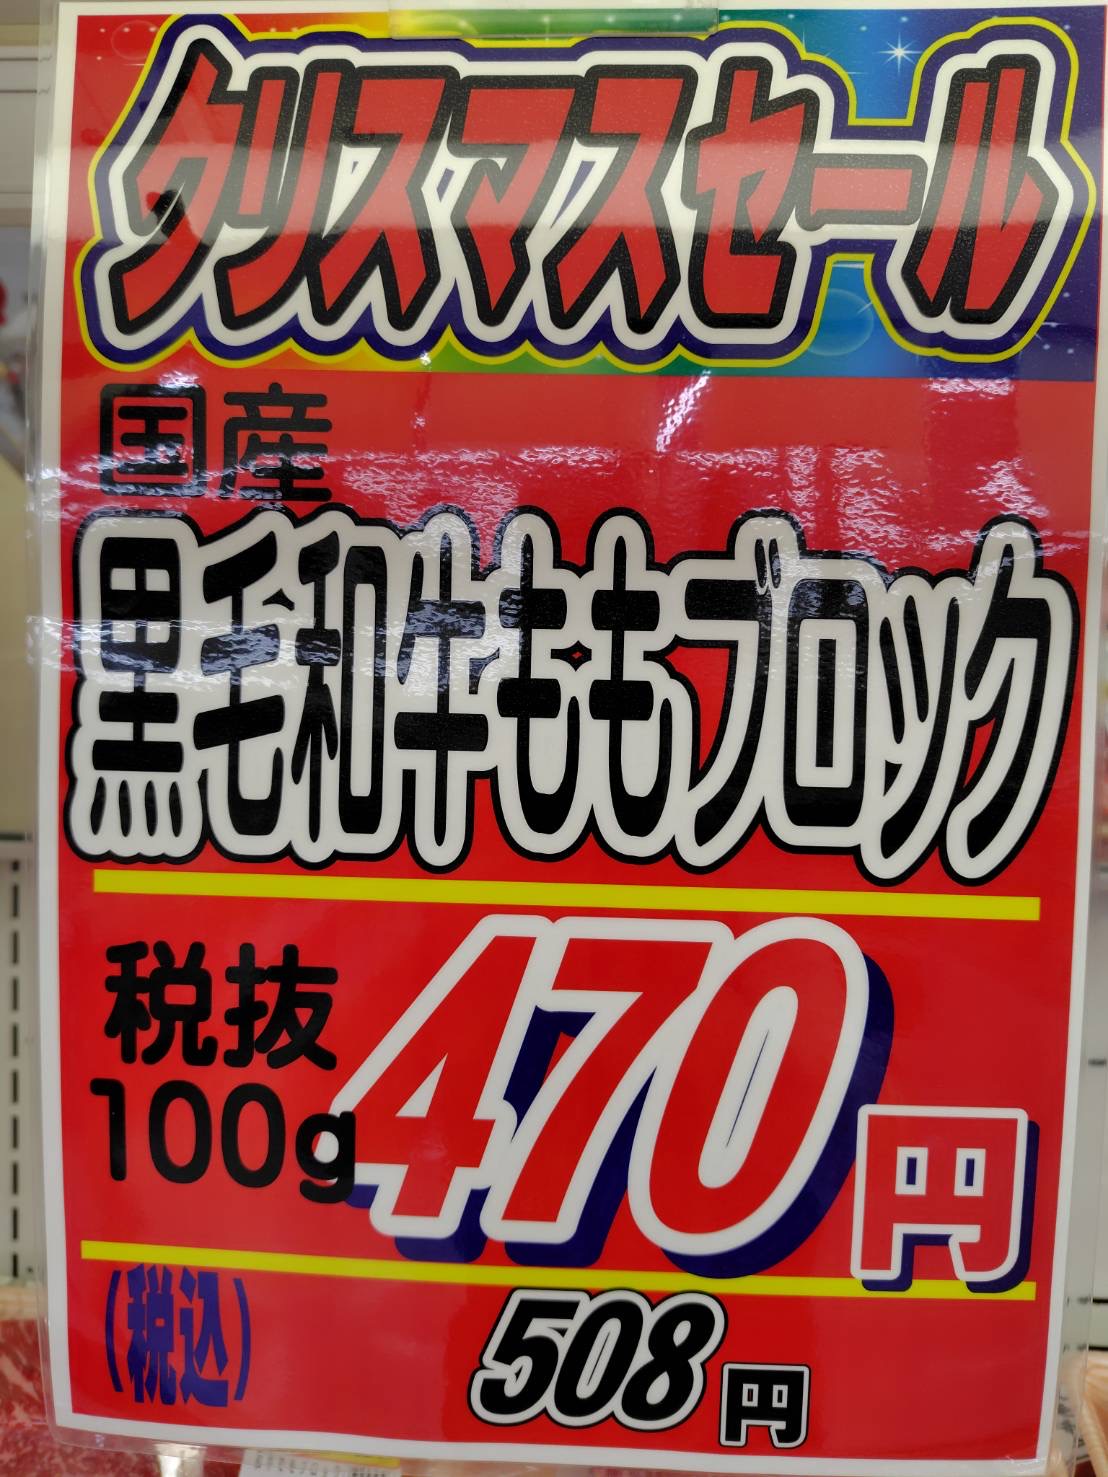 クリスマスセール
国産
黒毛和牛ももブロック
税抜
100g 470円
(税込) 508円